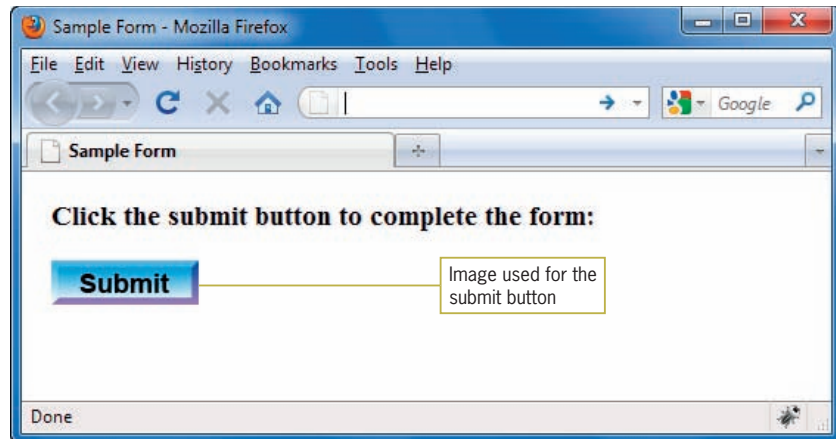 Sample Form - Mozilla Firefox
File Edit View History Bookmarks Tools Help
Google
Sample Form
Click the submit button to complete the form:
Submit
Image used for the
submit button
Done